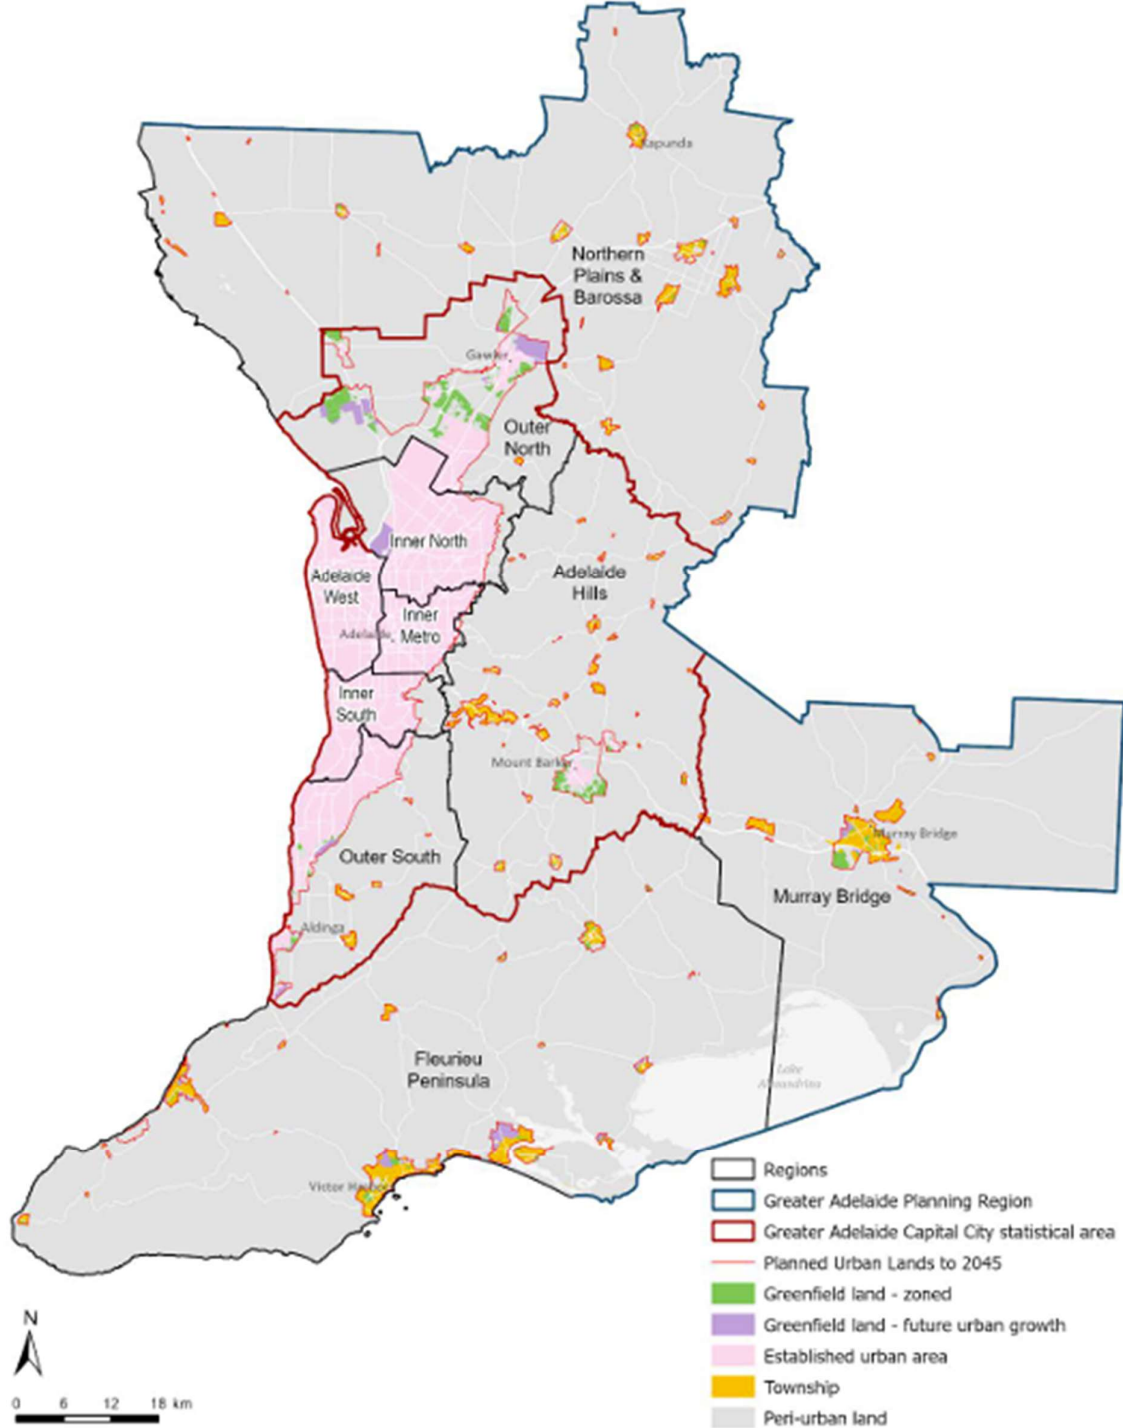 Kapunda
Northern
Plains &
Barossa
Gawler
Outer
North
Inner North
Adelaide
West
Adelaide
Hills
Inner
Metro
Adelaide
Inner
South
Mount Barker
Murray Bridge
Outer South
Murray Bridge
Aldinga
Fleurieu
Peninsula
Lake
Alexandrina
Victor Harbor
Regions
Greater Adelaide Planning Region
Greater Adelaide Capital City statistical area
Planned Urban Lands to 2045
Greenfield land - zoned
Greenfield land - future urban growth
Established urban area
Township
Peri-urban land
N
0 6 12 18 km